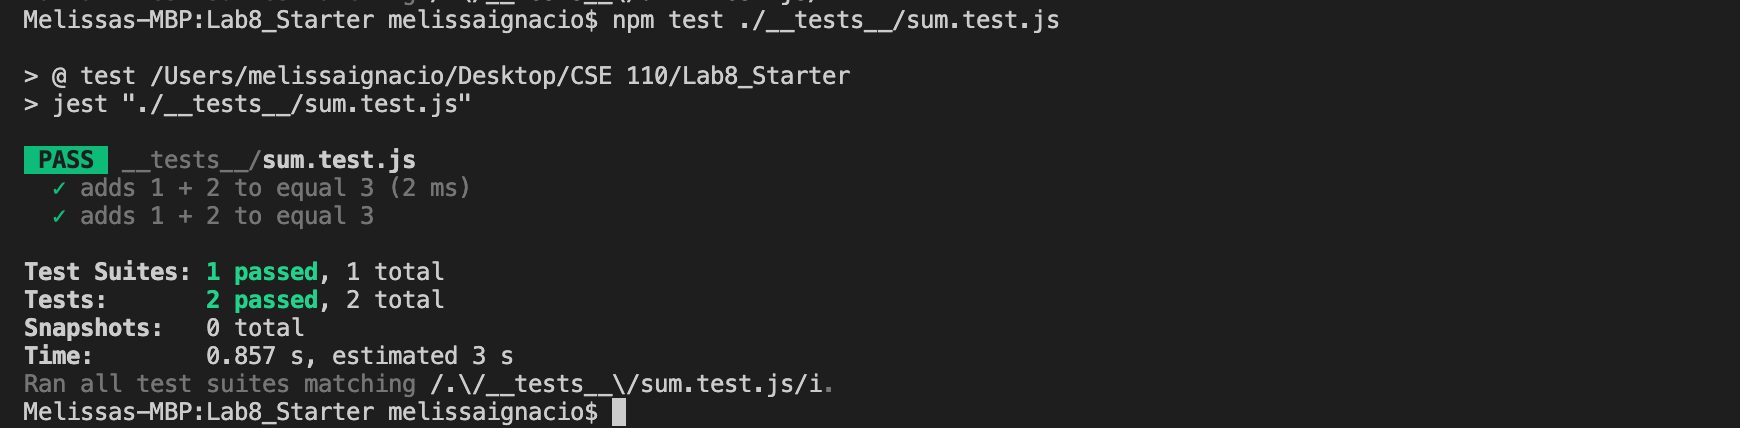 Melissas-MBP:Lab8_Starter melissaignacio$ npm test ./__tests__/sum.test.js
> @ test /Users/melissaignacio/Desktop/CSE 110/Lab8_Starter
> jest "./__tests__/sum.test.js"
PASS __tests__/sum.test.js
✓ adds 1 + 2 to equal 3 (2 ms)
✓ adds 1 + 2 to equal 3
Test Suites: 1 passed, 1 total
Tests: 2 passed, 2 total
Snapshots: 0 total
Time: 0.857 s, estimated 3 s
Ran all test suites matching /.\/__tests__\/sum.test.js/i.
Melissas-MBP:Lab8_Starter melissaignacio$